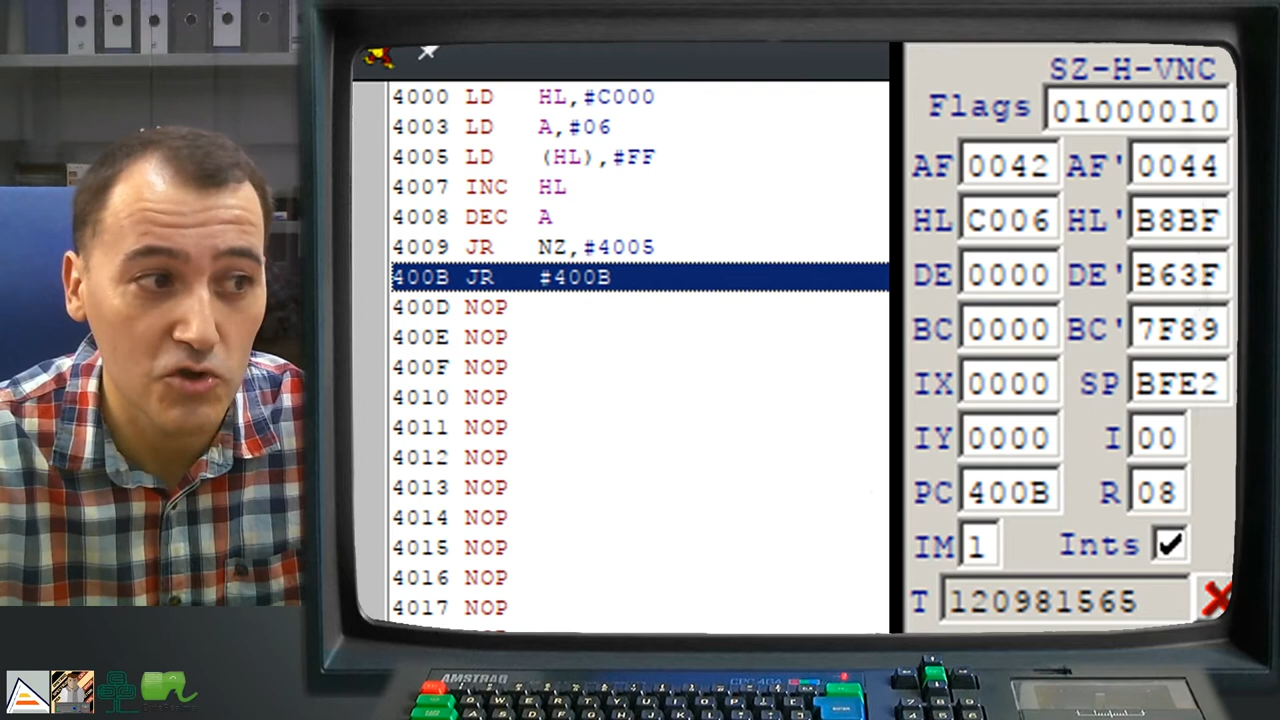 4000 LD HL,#C000
4003 LD A,#06
4005 LD (HL),#FF
4007 INC HL
4008 DEC A
4009 JR NZ,#4005
400B JR #400B
400D NOP
400E NOP
400F NOP
4010 NOP
4011 NOP
4012 NOP
4013 NOP
4014 NOP
4015 NOP
4016 NOP
4017 NOP
SZ-H-VNC
Flags 01000010
AF 0042 AF' 0044
HL C006 HL' B8BF
DE 0000 DE' B63F
BC 0000 BC' 7F89
IX 0000 SP BFE2
IY 0000 I 00
PC 400B R 08
IM 1 Ints
T 120981565
AMSTRAD